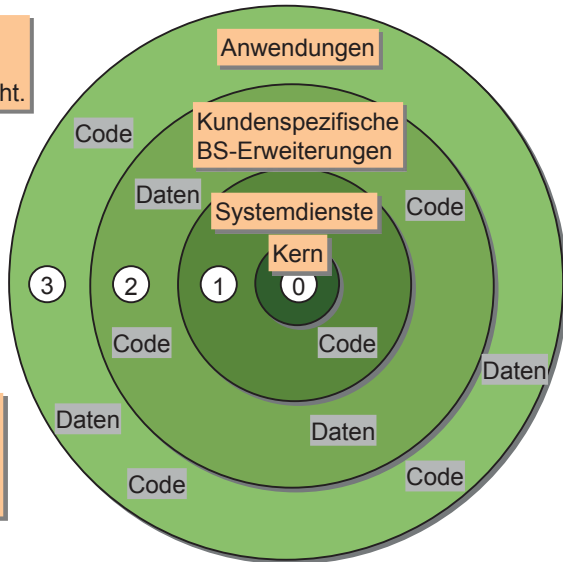 Anwendungen
ht.
Code
Kundenspezifische
BS-Erweiterungen
Daten
Code
Systemdienste
Kern
3
2
1
0
Code
Code
Daten
Daten
Daten
Code
Code